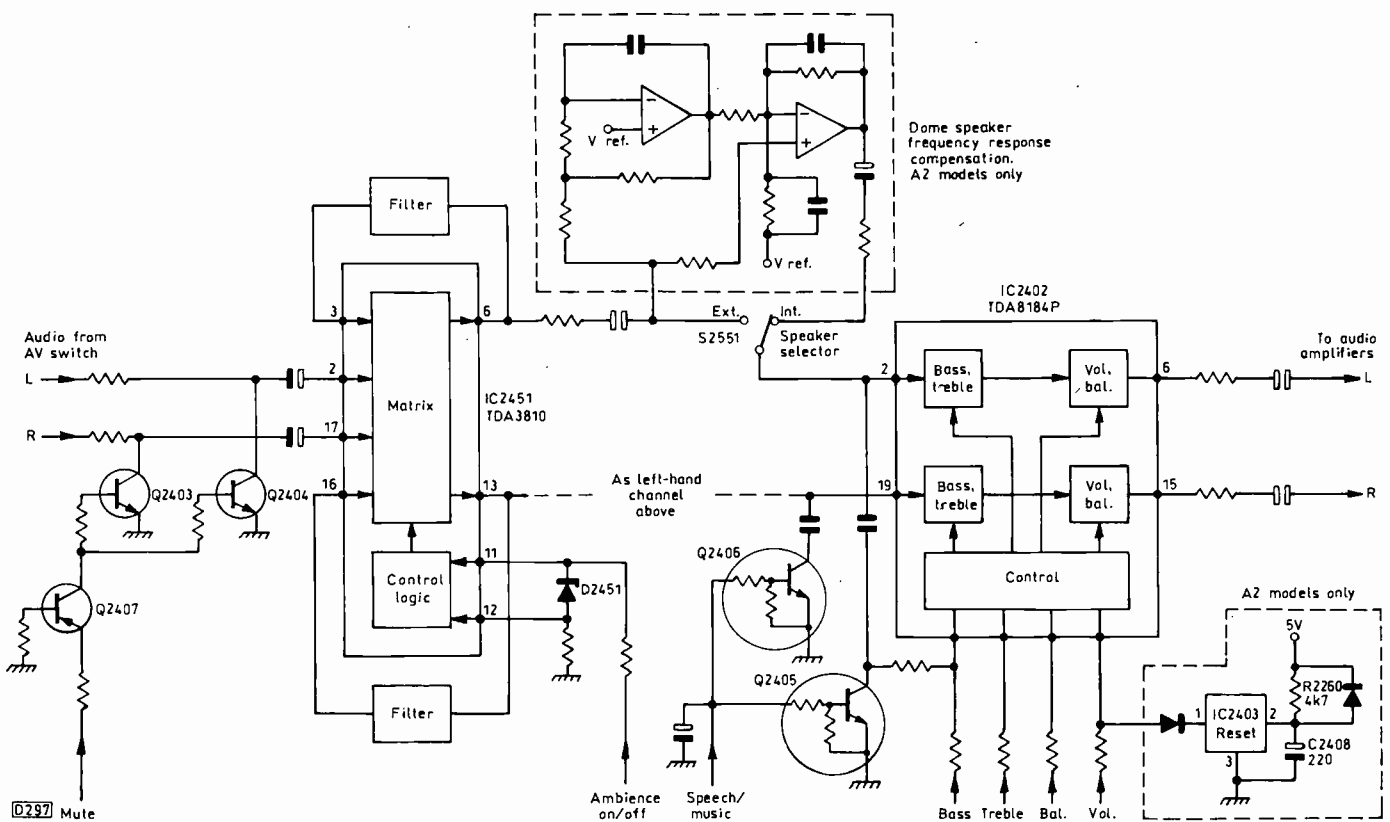 Dome speaker
frequency response
compensation.
A2 models only
−
+
V ref.
−
+
V ref.
Filter
3
6
Ext.
Int.
S2551
Speaker
selector
IC2402
TDA8184P
Audio from
AV switch
L
2
Matrix
IC2451
TDA3810
R
17
16
13
Q2403
Q2404
As left-hand
channel
above
2
Bass,
treble
Vol,
bal.
6
To audio
amplifiers
L
19
Bass,
treble
Vol,
bal.
15
R
Control
Q2407
Control
logic
11
12
D2451
Q2406
Q2405
Filter
A2 models only
5V
R2260
4k7
1
IC2403
Reset
2
3
C2408
220
D297
Mute
Ambience
on/off
Speech/
music
Bass
Treble
Bal.
Vol.